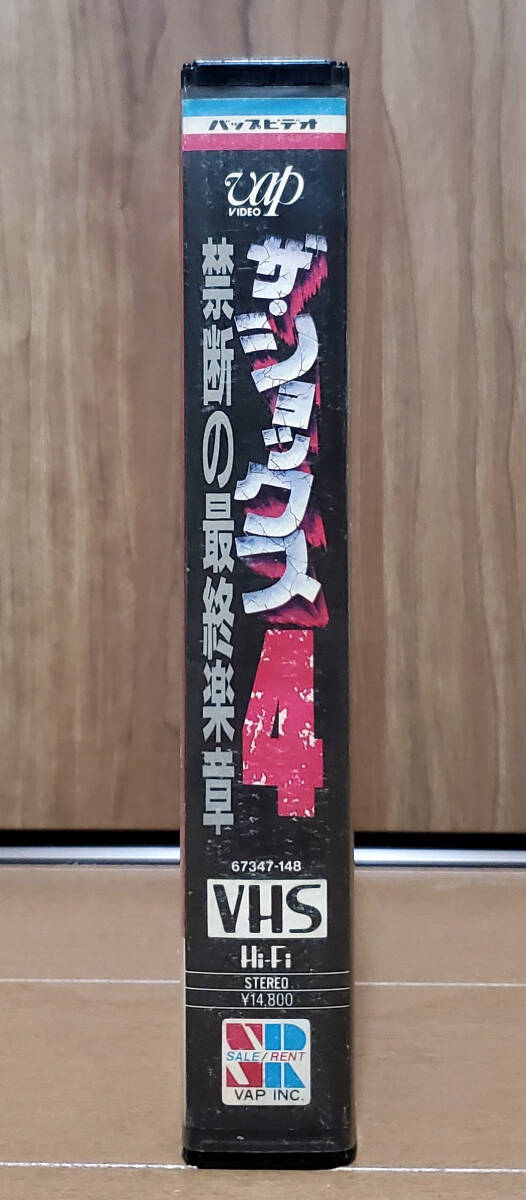 バップビデオ
vap
VIDEO
ザ・ショックス
4
禁断の最終楽章
67347-148
VHS
Hi-Fi
STEREO
¥14,800
SR
SALE/RENT
VAP INC.